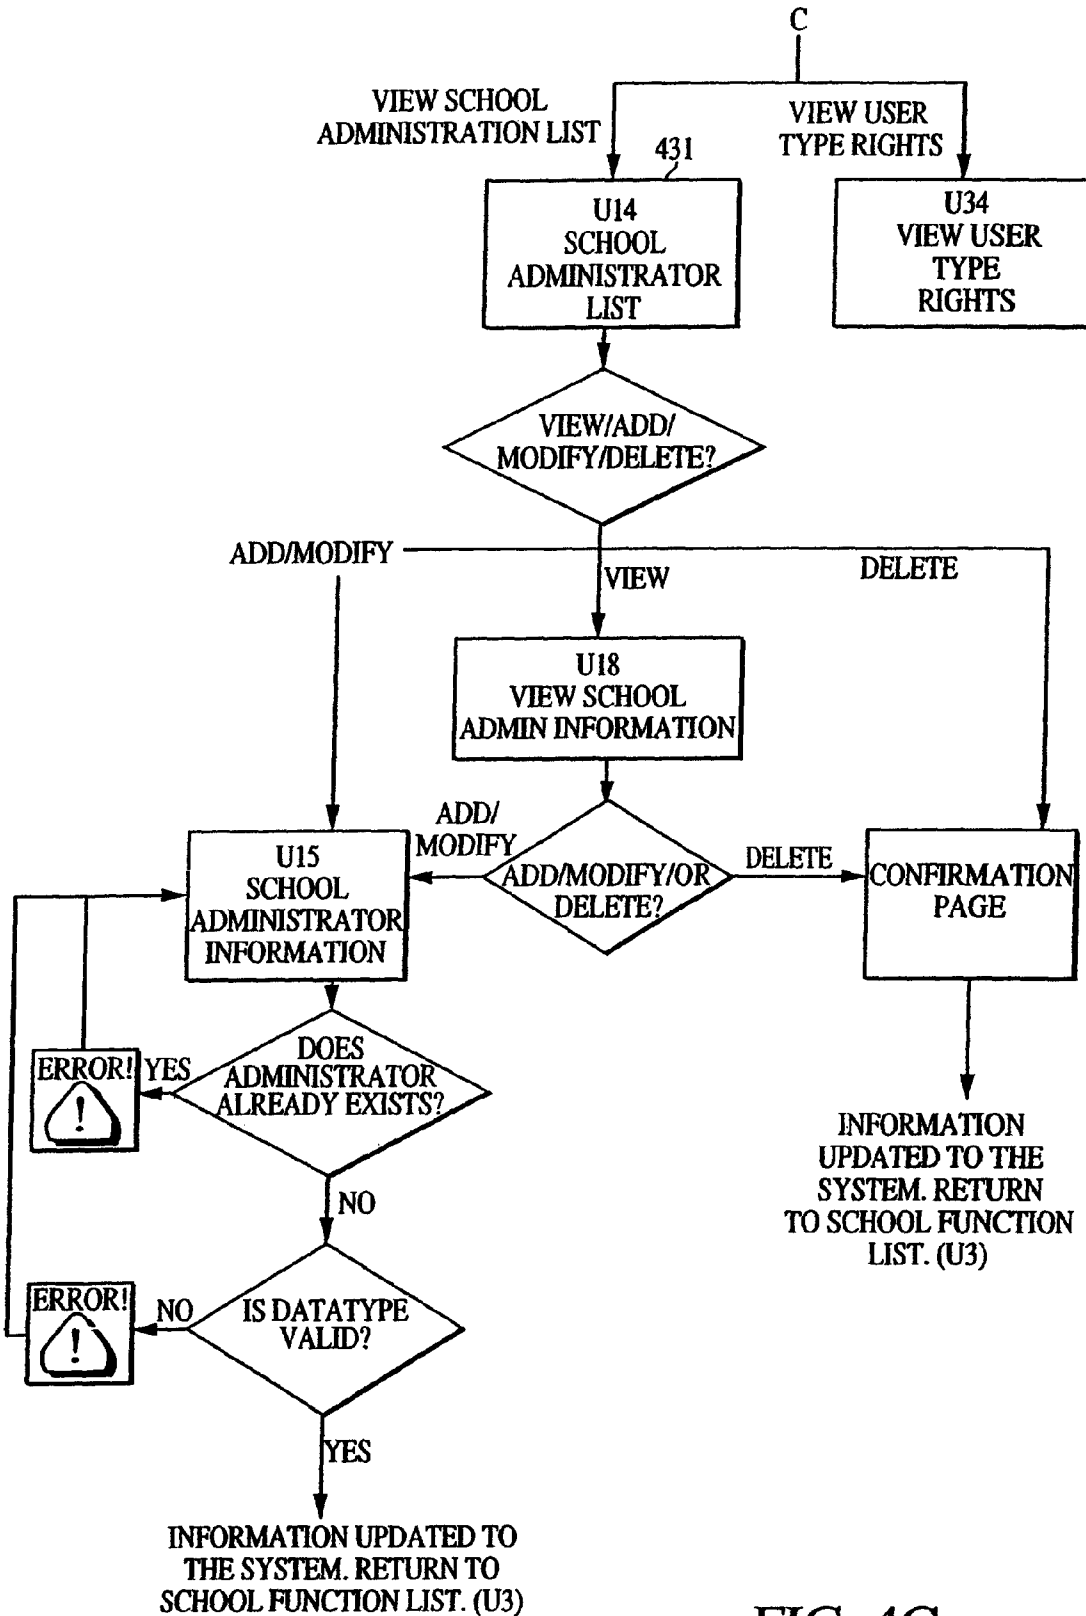 C
VIEW SCHOOL
ADMINISTRATION LIST
VIEW USER
TYPE RIGHTS
431
U14
SCHOOL
ADMINISTRATOR
LIST
U34
VIEW USER
TYPE
RIGHTS
VIEW/ADD/
MODIFY/DELETE?
ADD/MODIFY
VIEW
DELETE
U18
VIEW SCHOOL
ADMIN INFORMATION
ADD/
MODIFY
ADD/MODIFY/OR
DELETE?
DELETE
CONFIRMATION
PAGE
U15
SCHOOL
ADMINISTRATOR
INFORMATION
DOES
ADMINISTRATOR
ALREADY EXISTS?
YES
ERROR!
!
NO
INFORMATION
UPDATED TO THE
SYSTEM. RETURN
TO SCHOOL FUNCTION
LIST. (U3)
IS DATATYPE
VALID?
NO
ERROR!
!
YES
INFORMATION UPDATED TO
THE SYSTEM. RETURN TO
SCHOOL FUNCTION LIST. (U3)
FIG. 4C